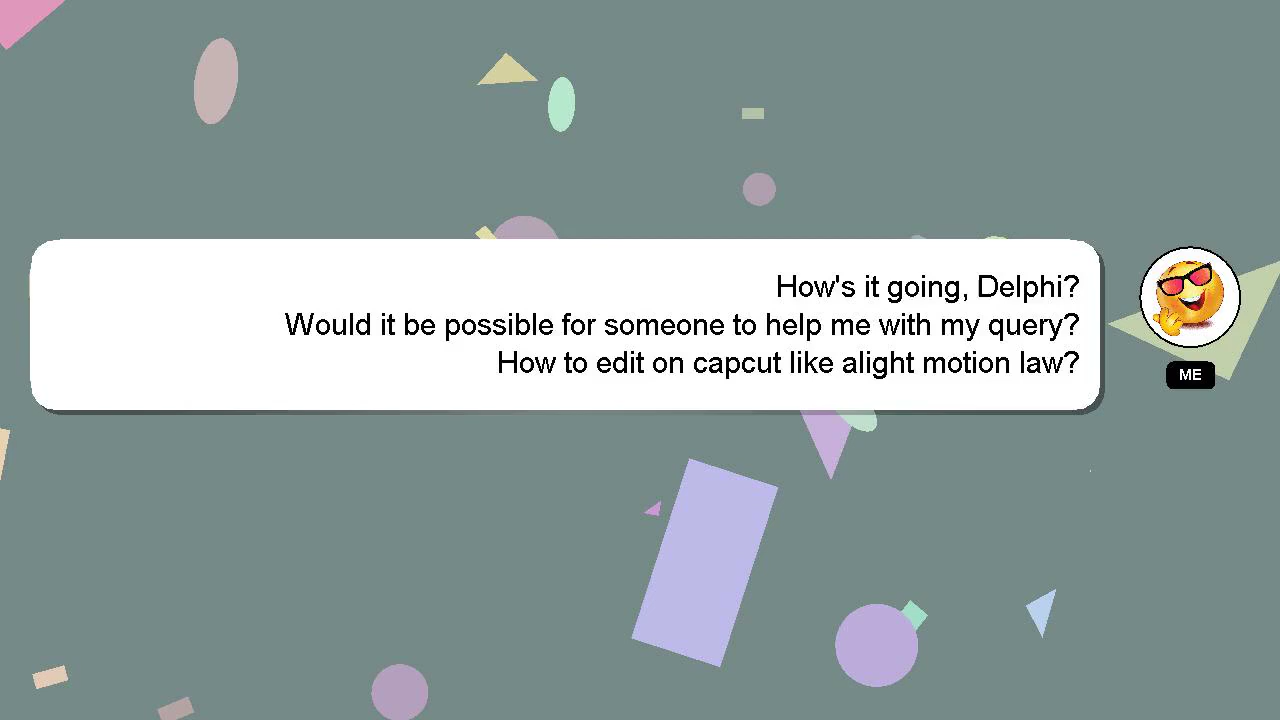 How's it going, Delphi?
Would it be possible for someone to help me with my query?
How to edit on capcut like alight motion law?
ME